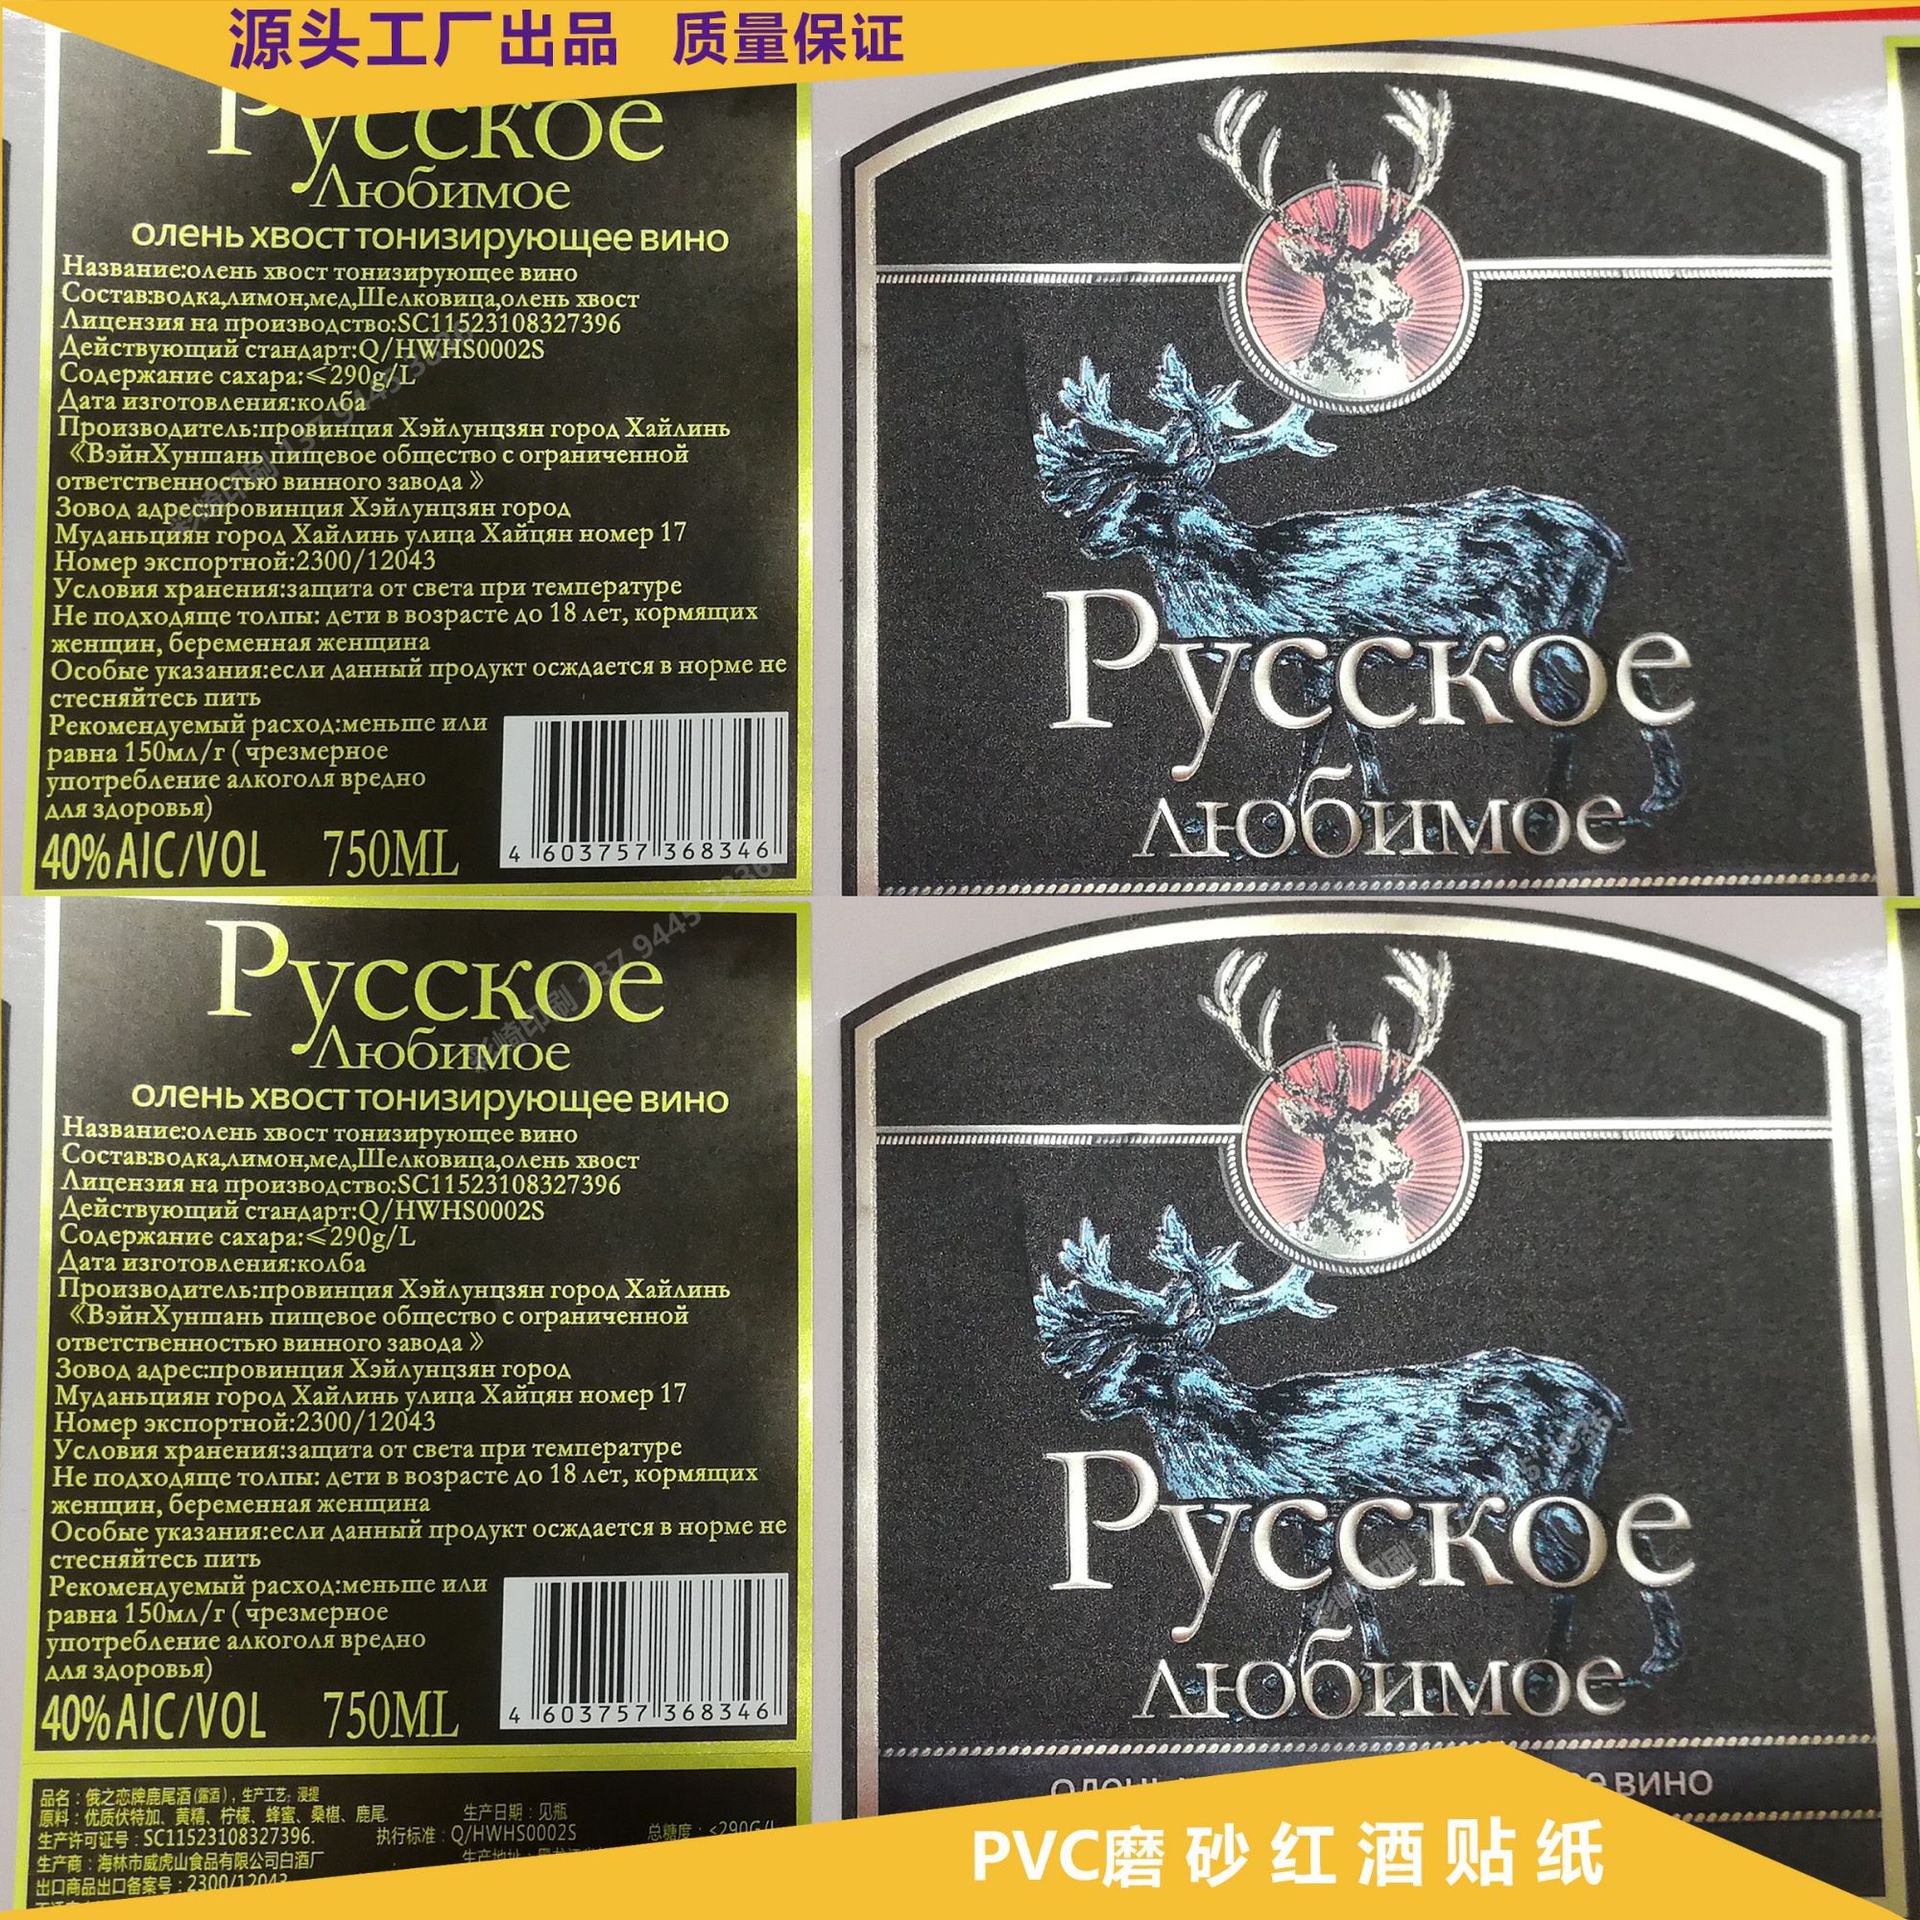 源头工厂出品 质量保证
Русское
Любимое
олень хвост тонизирующее вино
Название:олень хвост тонизирующее вино
Состав:водка,лимон,мед,Шелковица,олень хвост
Лицензия на производство:SC11523108327396
Действующий стандарт:Q/HWHS0002S
Содержание сахара:≤290g/L
Дата изготовления:колба
Производитель:провинция Хэйлунцзян город Хайлинь
《ВэйнХуншань пищевое общество с ограниченной
ответственностью винного завода》
Зовод адрес:провинция Хэйлунцзян город
Муданьциян город Хайлинь улица Хайцян номер 17
Номер экспортной:2300/12043
Условия хранения:защита от света при температуре
Не подходяще толпы: дети в возрасте до 18 лет, кормящих
женщин, беременная женщина
Особые указания:если данный продукт осждается в норме не
стесняйтесь пить
Рекомендуемый расход:меньше или
равна 150мл/г ( чрезмерное
употребление алкоголя вредно
для здоровья)
40%AIC/VOL 750ML
4 603757 368346
Русское
любимое
Русское
Любимое
олень хвост тонизирующее вино
Название:олень хвост тонизирующее вино
Состав:водка,лимон,мед,Шелковица,олень хвост
Лицензия на производство:SC11523108327396
Действующий стандарт:Q/HWHS0002S
Содержание сахара:≤290g/L
Дата изготовления:колба
Производитель:провинция Хэйлунцзян город Хайлинь
《ВэйнХуншань пищевое общество с ограниченной
ответственностью винного завода》
Зовод адрес:провинция Хэйлунцзян город
Муданьциян город Хайлинь улица Хайцян номер 17
Номер экспортной:2300/12043
Условия хранения:защита от света при температуре
Не подходяще толпы: дети в возрасте до 18 лет, кормящих
женщин, беременная женщина
Особые указания:если данный продукт осждается в норме не
стесняйтесь пить
Рекомендуемый расход:меньше или
равна 150мл/г ( чрезмерное
употребление алкоголя вредно
для здоровья)
40%AIC/VOL 750ML
4 603757 368346
Русское
любимое
вино
品名：俄之恋牌鹿尾酒(露酒)，生产工艺：浸提
原料：优质伏特加、黄精、柠檬、蜂蜜、桑椹、鹿尾. 生产日期：见瓶
生产许可证号：SC11523108327396. 执行标准：Q/HWHS0002S 总糖度：≤290G/L
生产商：海林市威虎山食品有限公司白酒厂 生产地址：
出口商品出口备案号：2300/12043
PVC磨砂红酒贴纸